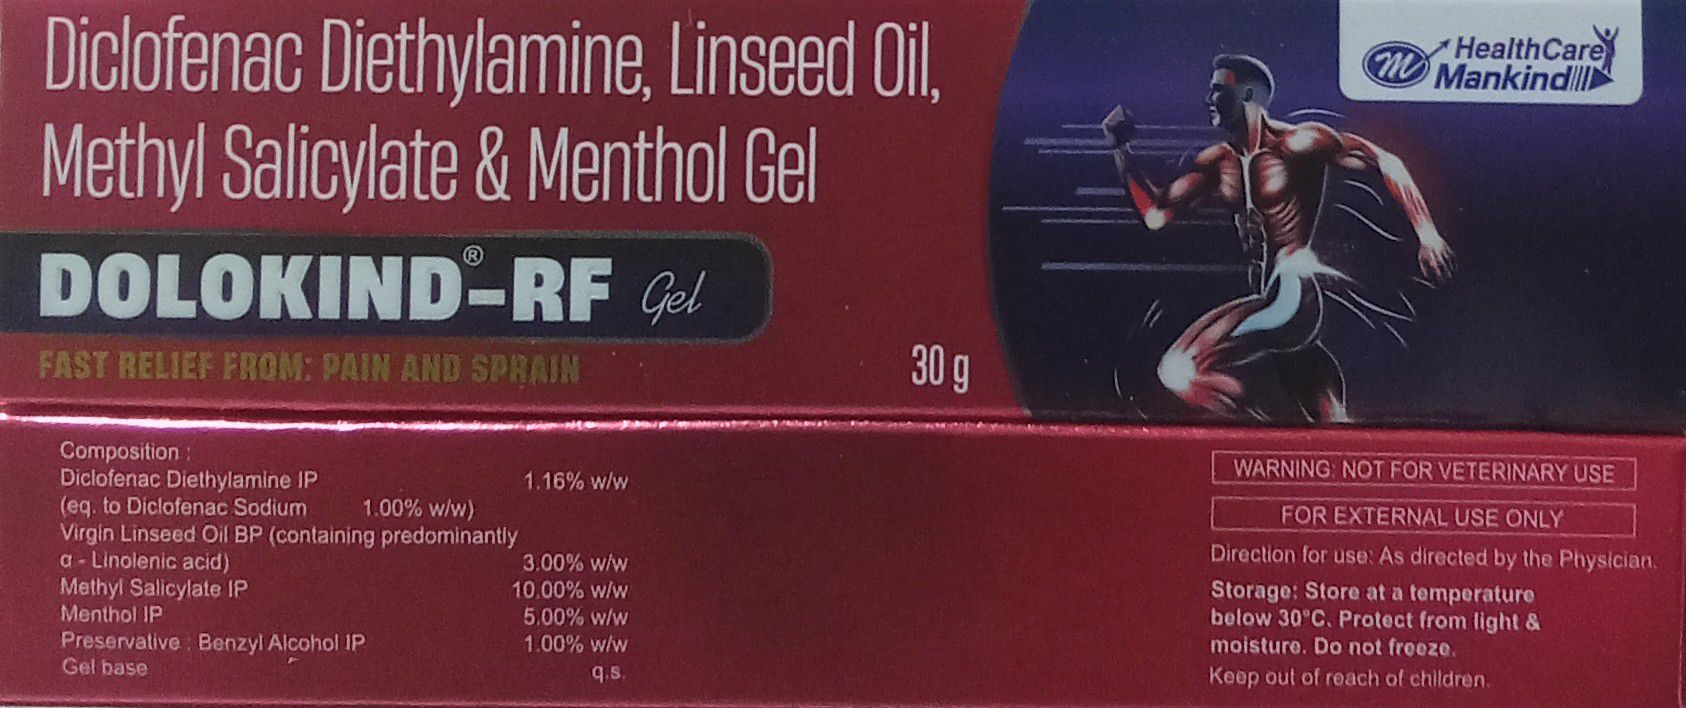 Diclofenac Diethylamine, Linseed Oil,
Methyl Salicylate & Menthol Gel
DOLOKIND®-RF Gel
FAST RELIEF FROM: PAIN AND SPRAIN
30 g
m HealthCare
Mankind
Composition :
Diclofenac Diethylamine IP 1.16% w/w
(eq. to Diclofenac Sodium 1.00% w/w)
Virgin Linseed Oil BP (containing predominantly
α - Linolenic acid) 3.00% w/w
Methyl Salicylate IP 10.00% w/w
Menthol IP 5.00% w/w
Preservative : Benzyl Alcohol IP 1.00% w/w
Gel base q.s.
WARNING: NOT FOR VETERINARY USE
FOR EXTERNAL USE ONLY
Direction for use: As directed by the Physician.
Storage: Store at a temperature
below 30°C. Protect from light &
moisture. Do not freeze.
Keep out of reach of children.